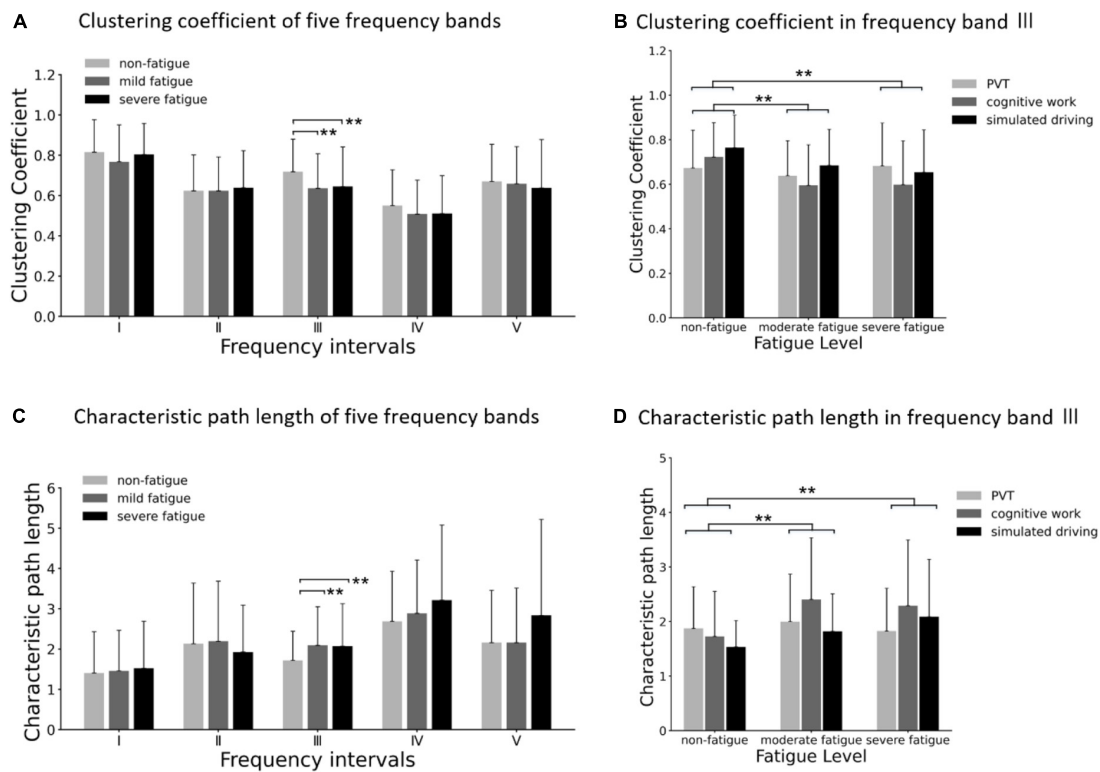 A Clustering coefficient of five frequency bands
non-fatigue
mild fatigue
severe fatigue
1.2
1.0
0.8
0.6
0.4
0.2
0.0
Clustering Coefficient
**
**
I II III IV V
Frequency intervals
B Clustering coefficient in frequency band III
PVT
cognitive work
simulated driving
1.2
1.0
0.8
0.6
0.4
0.2
0.0
Clustering Coefficient
**
**
non-fatigue moderate fatigue severe fatigue
Fatigue Level
C Characteristic path length of five frequency bands
non-fatigue
mild fatigue
severe fatigue
6
5
4
3
2
1
0
Characteristic path length
**
**
I II III IV V
Frequency intervals
D Characteristic path length in frequency band III
PVT
cognitive work
simulated driving
5
4
3
2
1
0
Characteristic path length
**
**
non-fatigue moderate fatigue severe fatigue
Fatigue Level